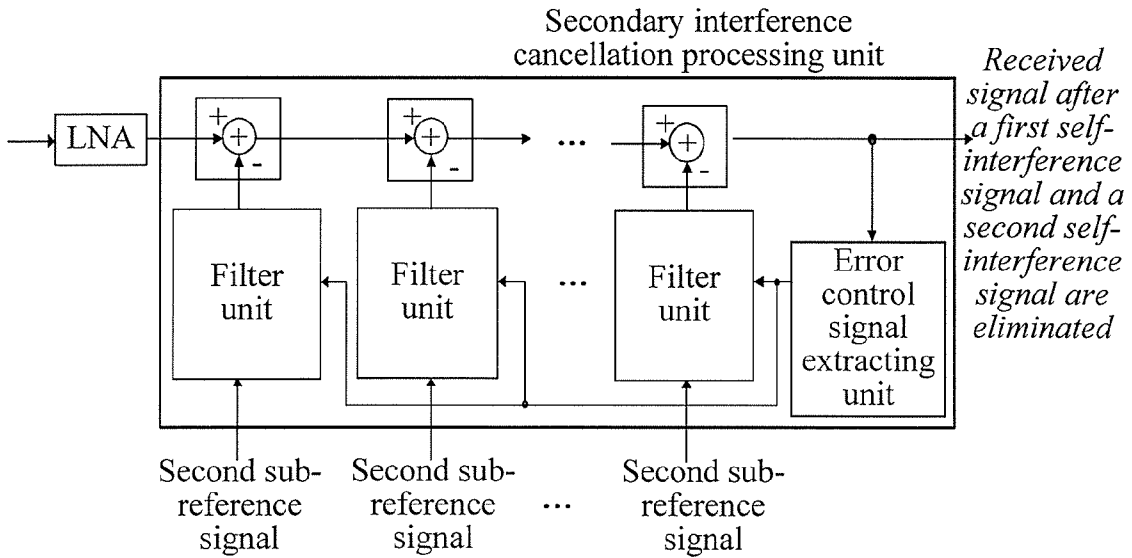 Secondary interference
cancellation processing unit
LNA
+
+
-
+
+
-
...
+
+
-
Received
signal after
a first self-
interference
signal and a
second self-
interference
signal are
eliminated
Filter
unit
Filter
unit
...
Filter
unit
Error
control
signal
extracting
unit
Second sub-
reference
signal
Second sub-
reference
signal
...
Second sub-
reference
signal